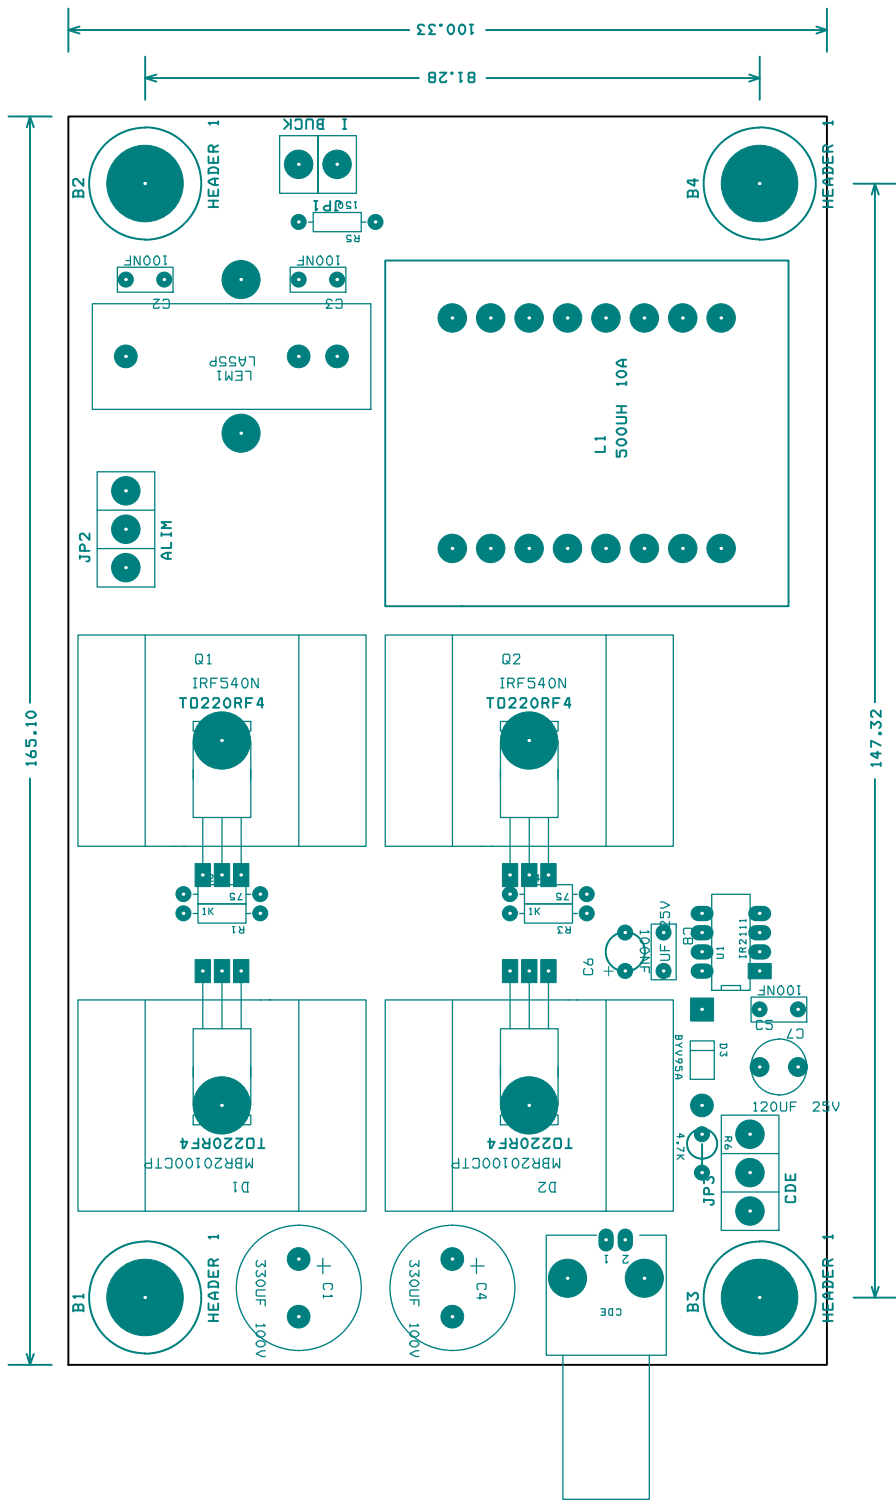 100.33
81.28
I BUCK
B2
HEADER 1
JP1
15Q
R5
B4
HEADER 1
100NF
C2
100NF
C3
LEM1
LA55P
L1
500UH 10A
JP2
ALIM
165.10
147.32
Q1
IRF540N
TO220RF4
Q2
IRF540N
TO220RF4
75
1K
R1
75
1K
R3
C6
+
100NF
25V
C8
U1
IR2111
100NF
C5
C7
BYV95A
D3
120UF 25V
4.7K
R6
JP3
CDE
TO220RF4
MBR20100CTP
D1
TO220RF4
MBR20100CTP
D2
B1
HEADER 1
330UF 100V
+
C1
330UF 100V
+
C4
1 2
CDE
B3
HEADER 1